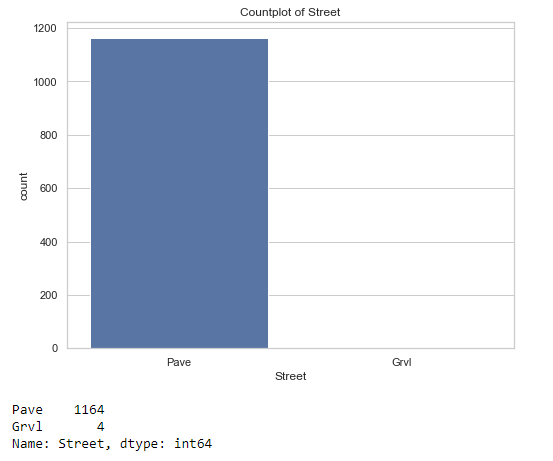 Countplot of Street
1200
1000
800
600
400
200
0
count
Pave Grvl
Street
Pave 1164
Grvl 4
Name: Street, dtype: int64